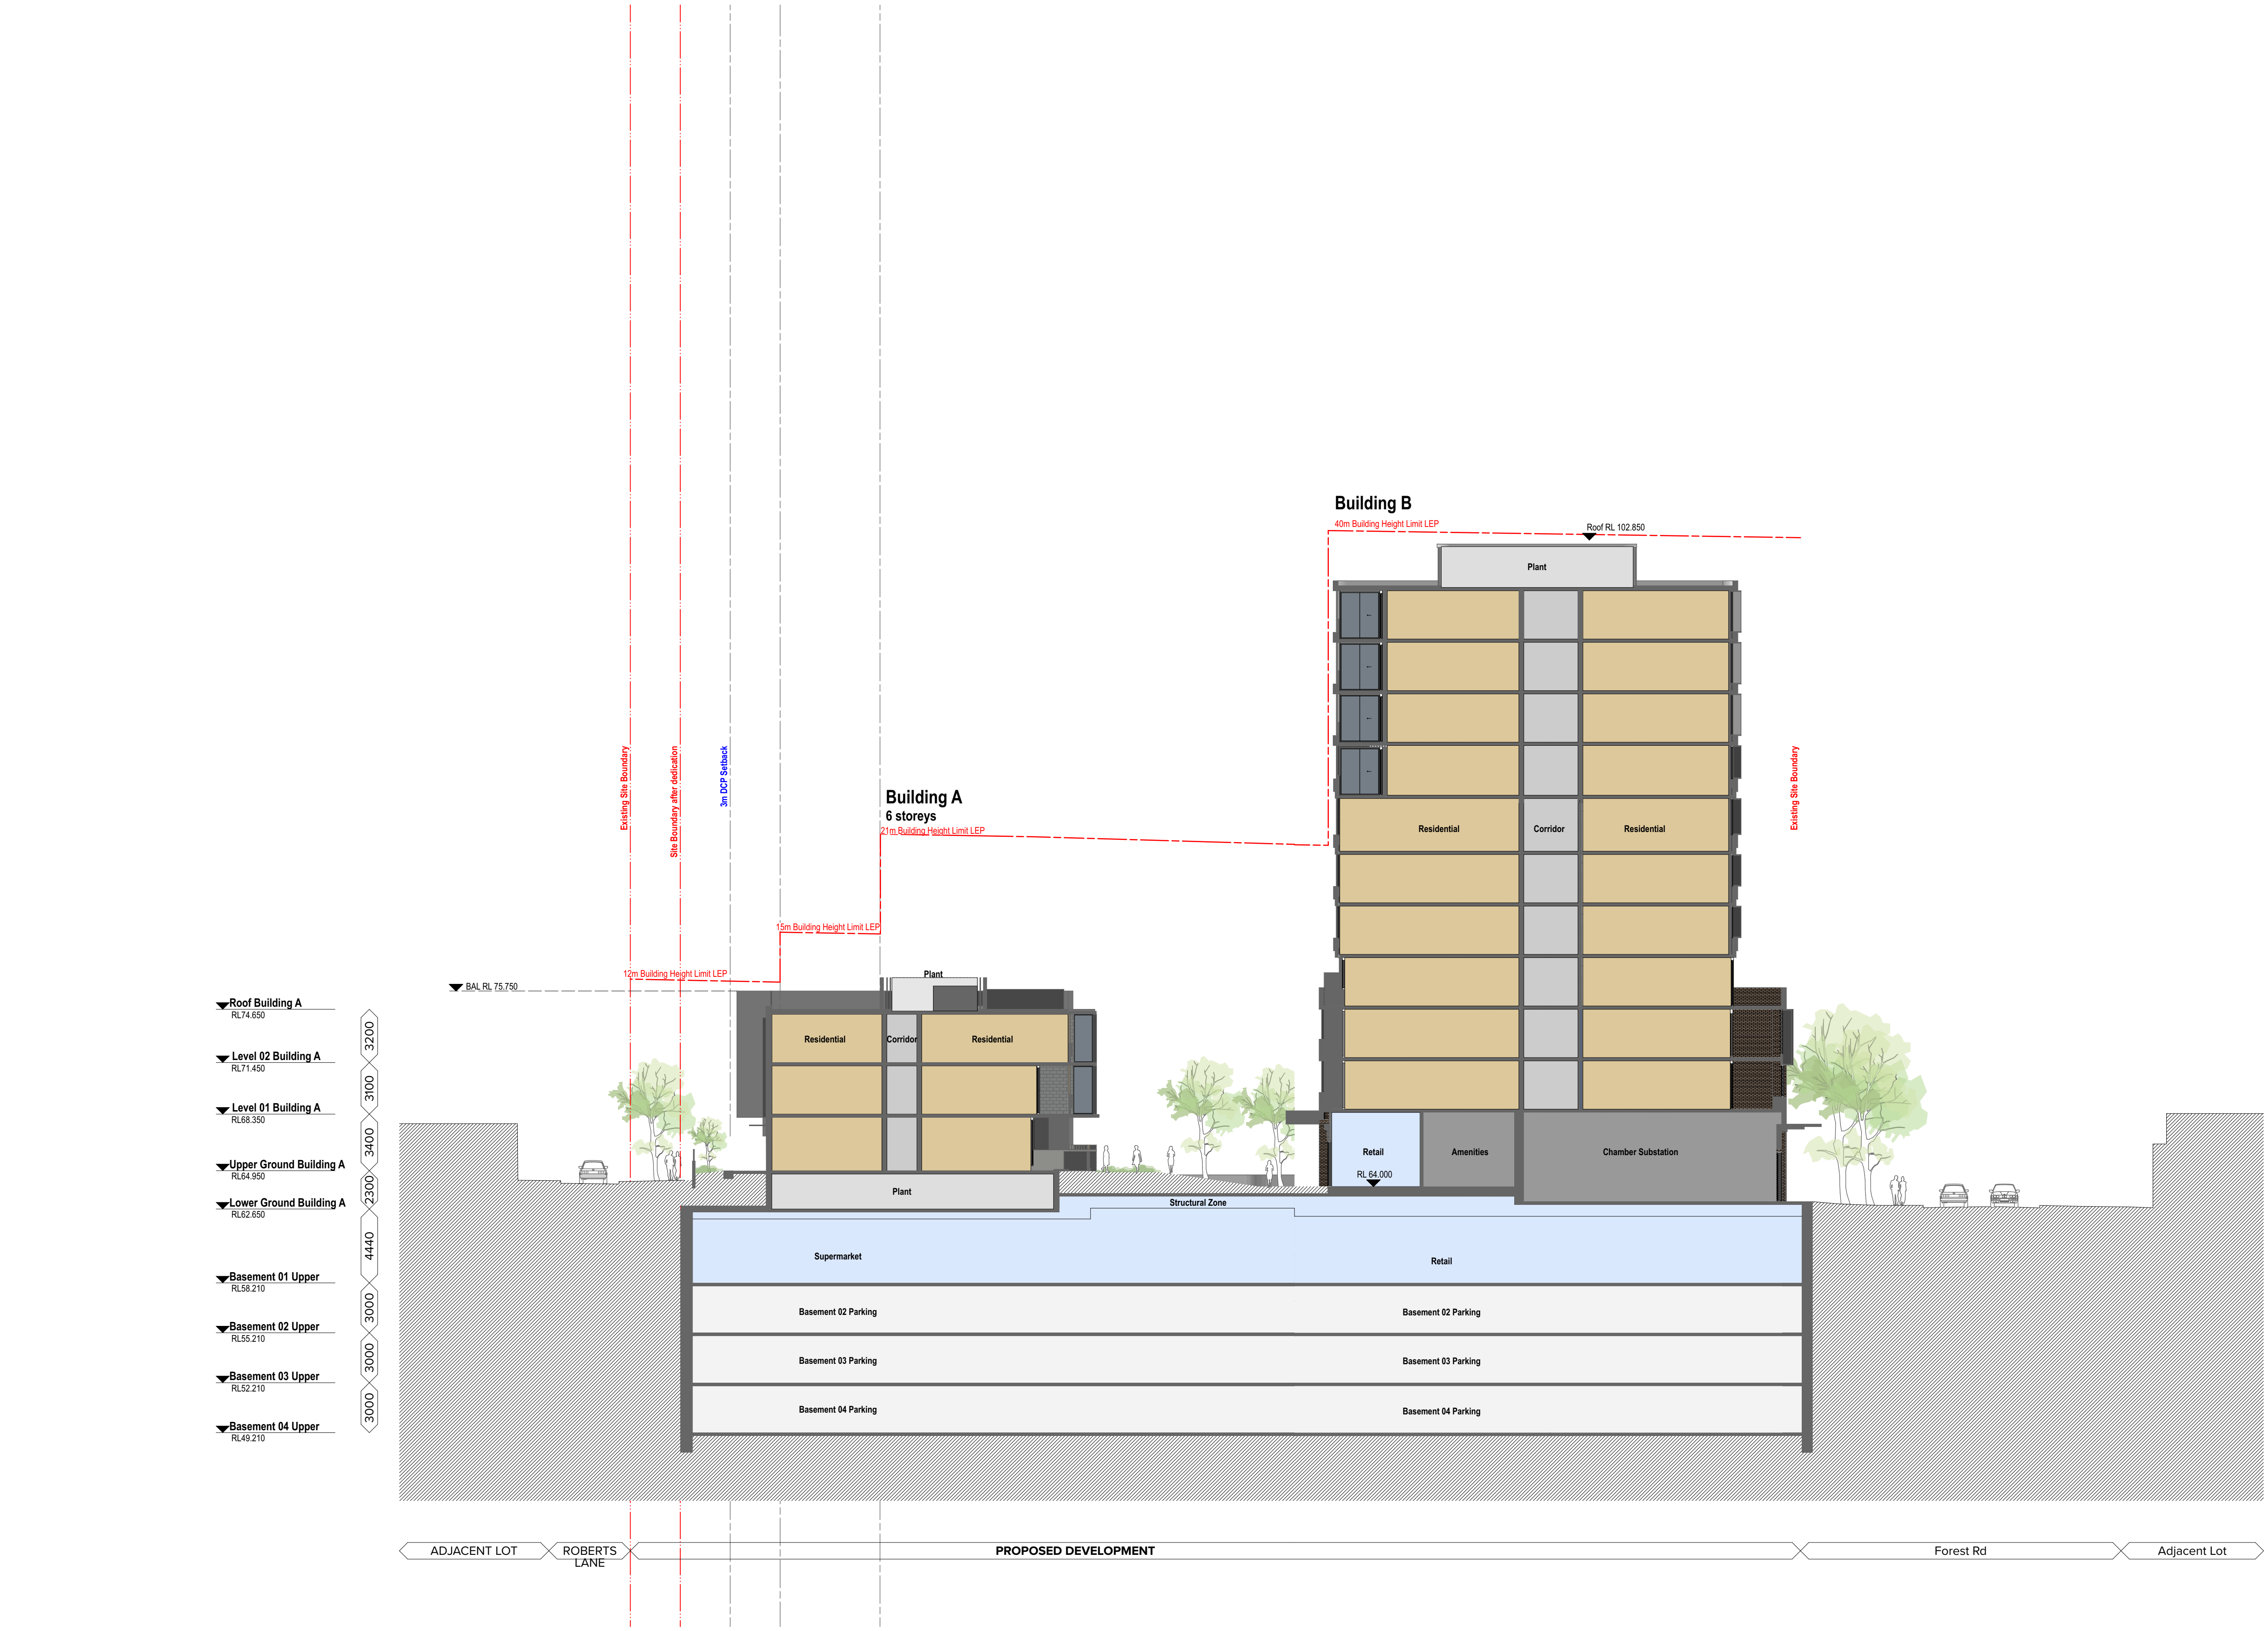 Building B
40m Building Height Limit LEP
Roof RL 102.850
Plant
Existing Site Boundary
Site Boundary after dedication
3m DCP Setback
Existing Site Boundary
Building A
6 storeys
21m Building Height Limit LEP
Residential
Corridor
Residential
15m Building Height Limit LEP
12m Building Height Limit LEP
Plant
BAL RL 75.750
Roof Building A
RL74.650
3200
Residential
Corridor
Residential
Level 02 Building A
RL71.450
3100
Level 01 Building A
RL68.350
3400
Retail
Amenities
Chamber Substation
Upper Ground Building A
RL64.950
RL 64.000
2300
Plant
Lower Ground Building A
RL62.650
Structural Zone
4440
Supermarket
Retail
Basement 01 Upper
RL58.210
3000
Basement 02 Parking
Basement 02 Parking
Basement 02 Upper
RL55.210
3000
Basement 03 Parking
Basement 03 Parking
Basement 03 Upper
RL52.210
3000
Basement 04 Parking
Basement 04 Parking
Basement 04 Upper
RL49.210
ADJACENT LOT
ROBERTS
LANE
PROPOSED DEVELOPMENT
Forest Rd
Adjacent Lot